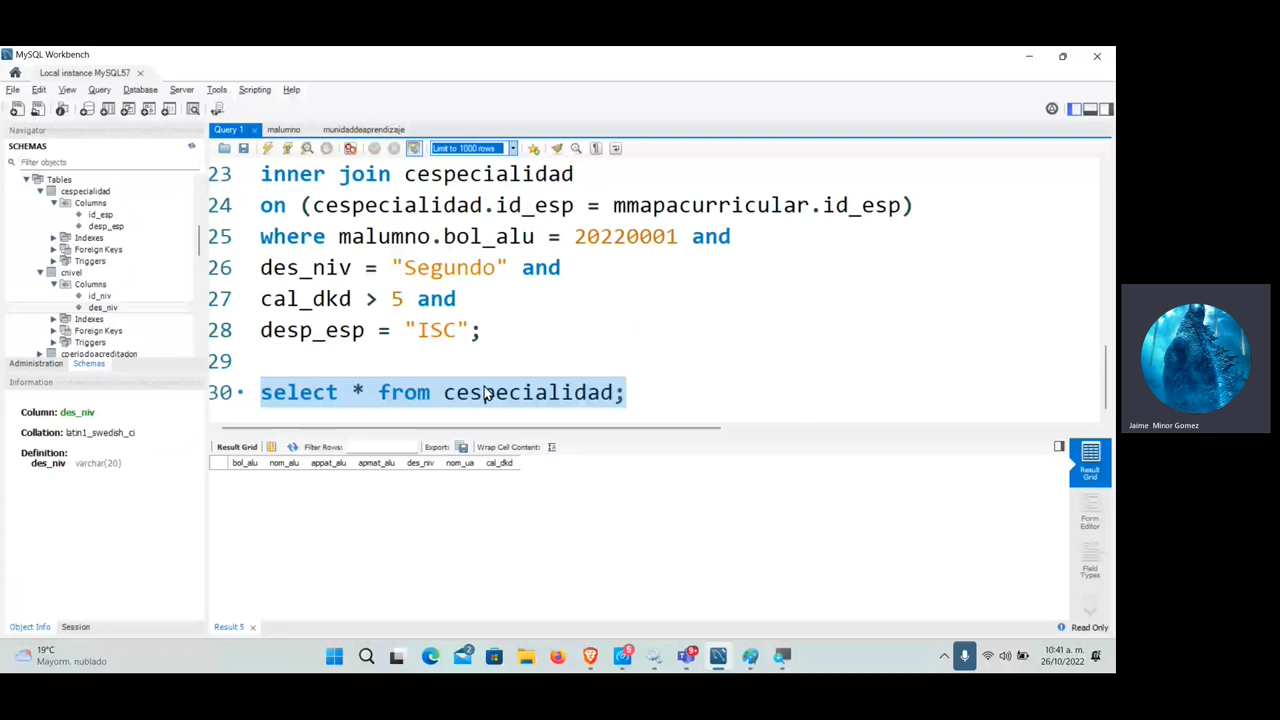 MySQL Workbench
Local instance MySQL57
File Edit View Query Database Server Tools Scripting Help
Navigator
SCHEMAS
Filter objects
Tables
cespecialidad
Columns
id_esp
desp_esp
Indexes
Foreign Keys
Triggers
cnivel
Columns
id_niv
des_niv
Indexes
Foreign Keys
Triggers
cperiodoacreditadon
Administration Schemas
Information
Column: des_niv
Collation: latin1_swedish_ci
Definition:
des_niv varchar(20)
Object Info Session
Query 1 malumno munidaddeaprendizaje
Limit to 1000 rows
23 inner join cespecialidad
24 on (cespecialidad.id_esp = mmapacurricular.id_esp)
25 where malumno.bol_alu = 20220001 and
26 des_niv = "Segundo" and
27 cal_dkd > 5 and
28 desp_esp = "ISC";
29
30 select * from cespecialidad;
Result Grid Filter Rows: Export: Wrap Cell Content:
bol_alu nom_alu appat_alu apmat_alu des_niv nom_ua cal_dkd
Result Grid
Form Editor
Field Types
Result 5
Read Only
Jaime Minor Gomez
19°C
Mayorm. nublado
2
5
9+
10:41 a. m.
26/10/2022